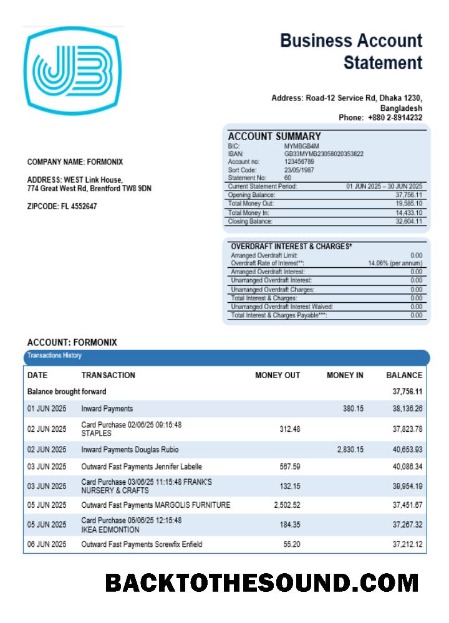 JB
Business Account
Statement
Address: Road-12 Service Rd, Dhaka 1230,
Bangladesh
Phone: +880 2-8914232
COMPANY NAME: FORMONIX
ADDRESS: WEST Link House,
774 Great West Rd, Brentford TW8 9DN
ZIPCODE: FL 4552647
ACCOUNT SUMMARY
BIC: MYMBGB4M
IBAN: GB33MYMB23058020353822
Account no: 123456789
Sort Code: 23/05/1987
Statement No: 60
Current Statement Period: 01 JUN 2025 – 30 JUN 2025
Opening Balance: 37,756.11
Total Money Out: 19,585.10
Total Money In: 14,433.10
Closing Balance: 32,604.11
OVERDRAFT INTEREST & CHARGES*
Arranged Overdraft Limit: 0.00
Overdraft Rate of Interest**: 14.06% (per annum)
Arranged Overdraft Interest: 0.00
Unarranged Overdraft Interest: 0.00
Unarranged Overdraft Charges: 0.00
Total Interest & Charges: 0.00
Unarranged Overdraft Interest Waived: 0.00
Total Interest & Charges Payable***: 0.00
ACCOUNT: FORMONIX
Transactions History
DATE TRANSACTION MONEY OUT MONEY IN BALANCE
Balance brought forward 37,756.11
01 JUN 2025 Inward Payments 380.15 38,136.26
02 JUN 2025 Card Purchase 02/06/25 09:15:48 312.48 37,823.78
STAPLES
02 JUN 2025 Inward Payments Douglas Rubio 2,830.15 40,653.93
03 JUN 2025 Outward Fast Payments Jennifer Labelle 567.59 40,086.34
03 JUN 2025 Card Purchase 03/06/25 11:15:48 FRANK'S 132.15 39,954.19
NURSERY & CRAFTS
05 JUN 2025 Outward Fast Payments MARGOLIS FURNITURE 2,502.52 37,451.67
05 JUN 2025 Card Purchase 05/06/25 12:15:48 184.35 37,267.32
IKEA EDMONTION
06 JUN 2025 Outward Fast Payments Screwfix Enfield 55.20 37,212.12
BACKTOTHESOUND.COM